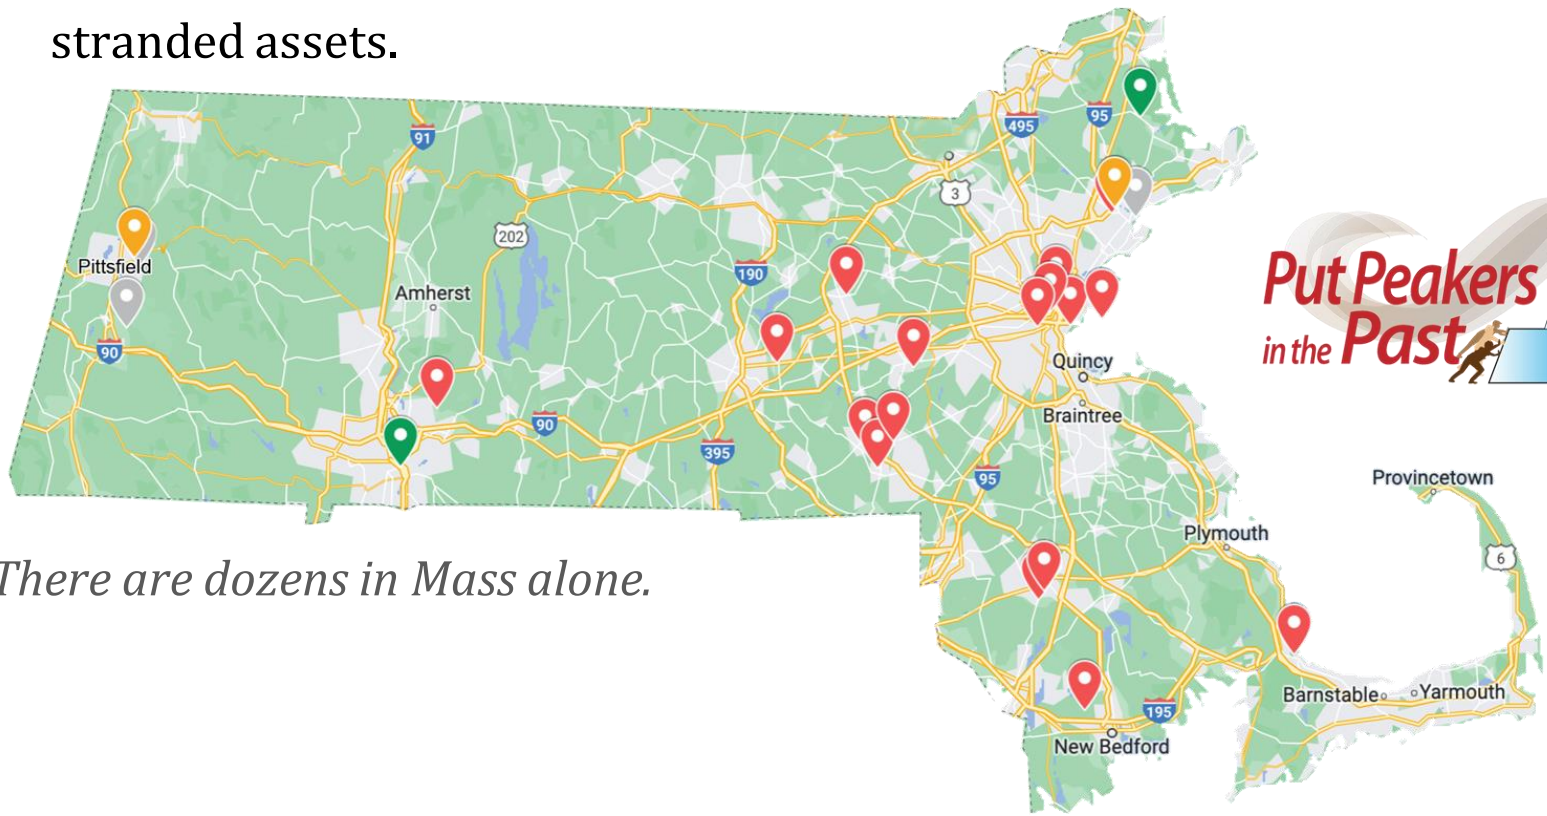 stranded assets.
91
495
95
3
202
Pittsfield
190
Amherst
90
Put Peakers
in the Past
Quincy
Braintree
90
395
95
Provincetown
Plymouth
6
There are dozens in Mass alone.
Barnstable
Yarmouth
195
New Bedford